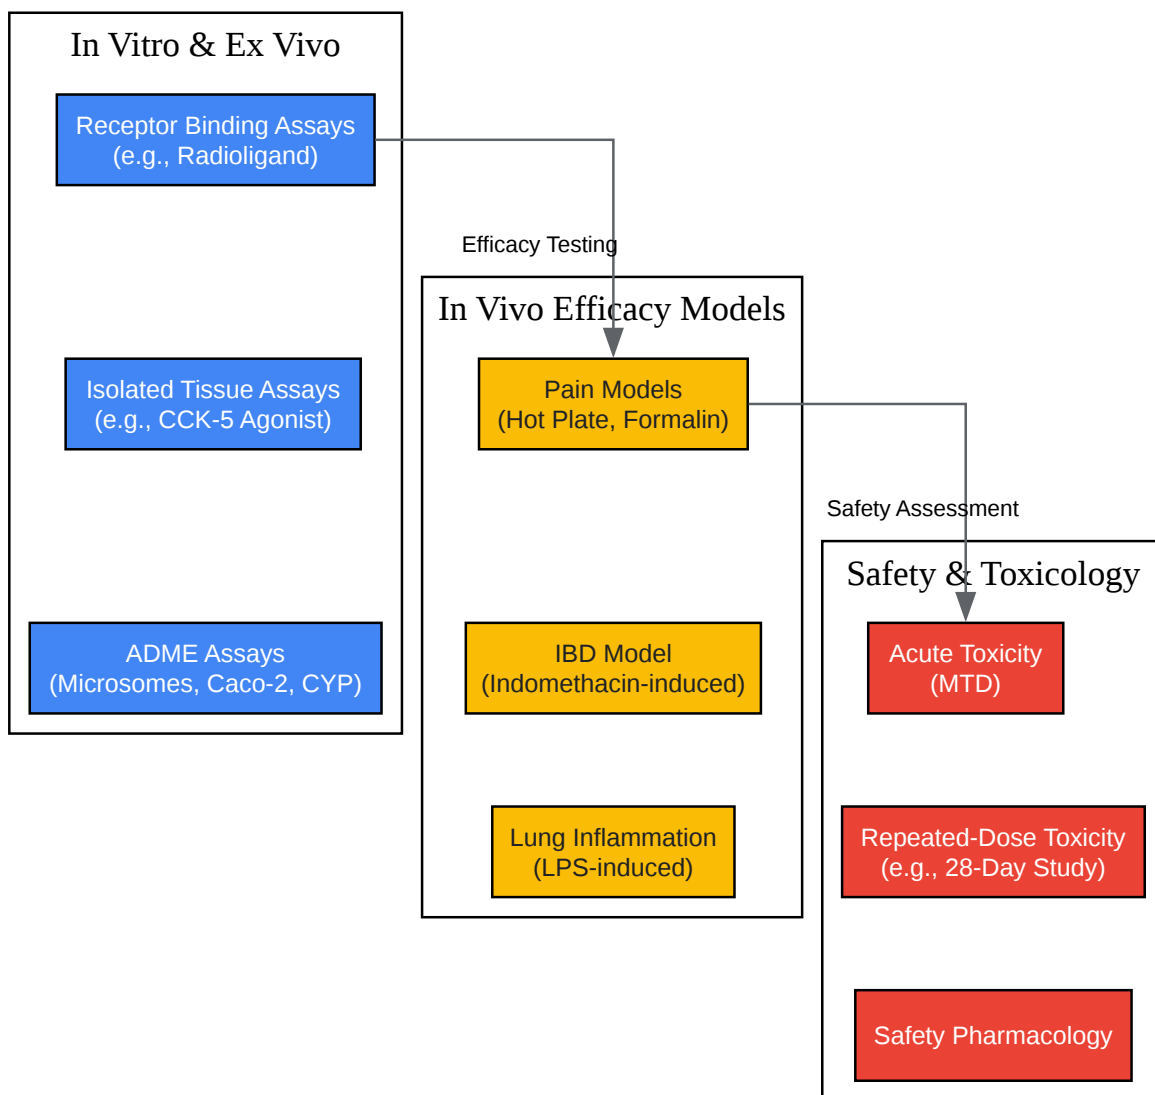 In Vitro & Ex Vivo
Receptor Binding Assays
(e.g., Radioligand)
Isolated Tissue Assays
(e.g., CCK-5 Agonist)
ADME Assays
(Microsomes, Caco-2, CYP)
Efficacy Testing
In Vivo Efficacy Models
Pain Models
(Hot Plate, Formalin)
IBD Model
(Indomethacin-induced)
Lung Inflammation
(LPS-induced)
Safety Assessment
Safety & Toxicology
Acute Toxicity
(MTD)
Repeated-Dose Toxicity
(e.g., 28-Day Study)
Safety Pharmacology